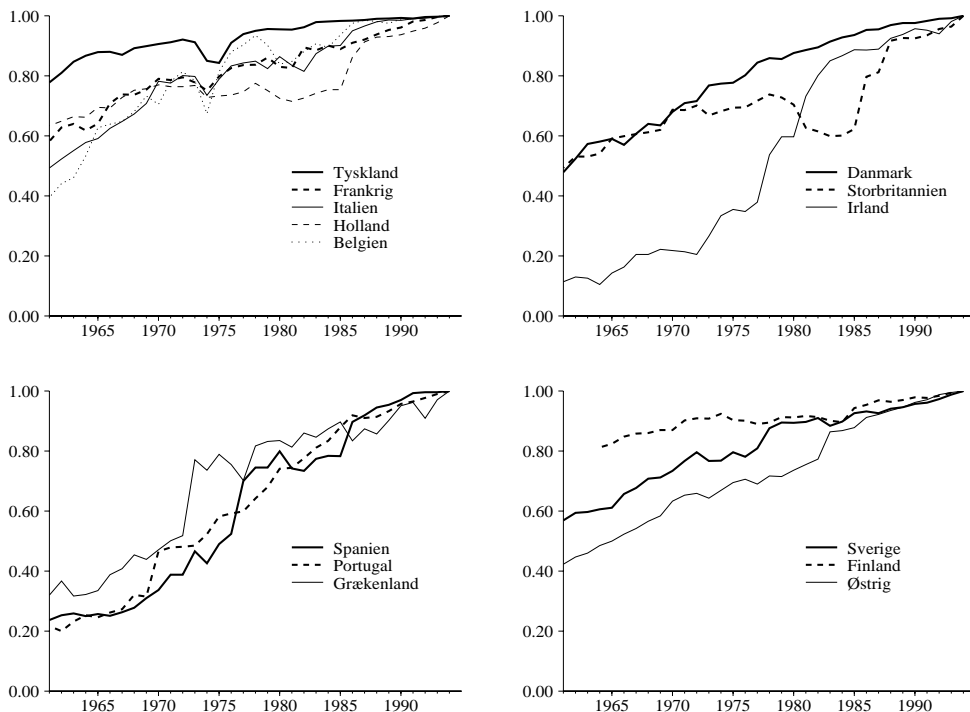 1.00
0.80
0.60
0.40
0.20
0.00
1965 1970 1975 1980 1985 1990
Tyskland
Frankrig
Italien
Holland
Belgien
1.00
0.80
0.60
0.40
0.20
0.00
1965 1970 1975 1980 1985 1990
Danmark
Storbritannien
Irland
1.00
0.80
0.60
0.40
0.20
0.00
1965 1970 1975 1980 1985 1990
Spanien
Portugal
Grækenland
1.00
0.80
0.60
0.40
0.20
0.00
1965 1970 1975 1980 1985 1990
Sverige
Finland
Østrig